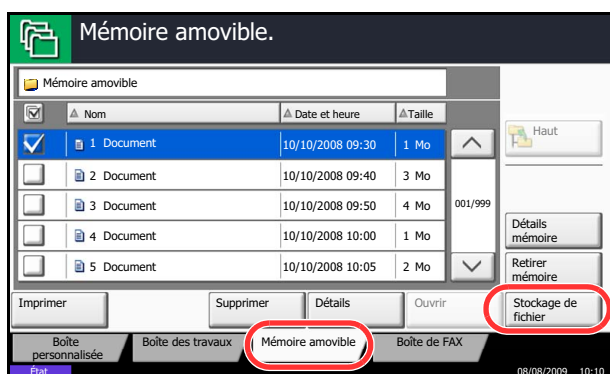 Mémoire amovible.
Mémoire amovible
Nom Date et heure Taille
1 Document 10/10/2008 09:30 1 Mo
2 Document 10/10/2008 09:40 3 Mo
3 Document 10/10/2008 09:50 4 Mo
4 Document 10/10/2008 10:00 1 Mo
5 Document 10/10/2008 10:05 2 Mo
001/999
Haut
Détails
mémoire
Retirer
mémoire
Imprimer Supprimer Détails Ouvrir Stockage de
fichier
Boîte
personnalisée Boîte des travaux Mémoire amovible Boîte de FAX
État 08/08/2009 10:10